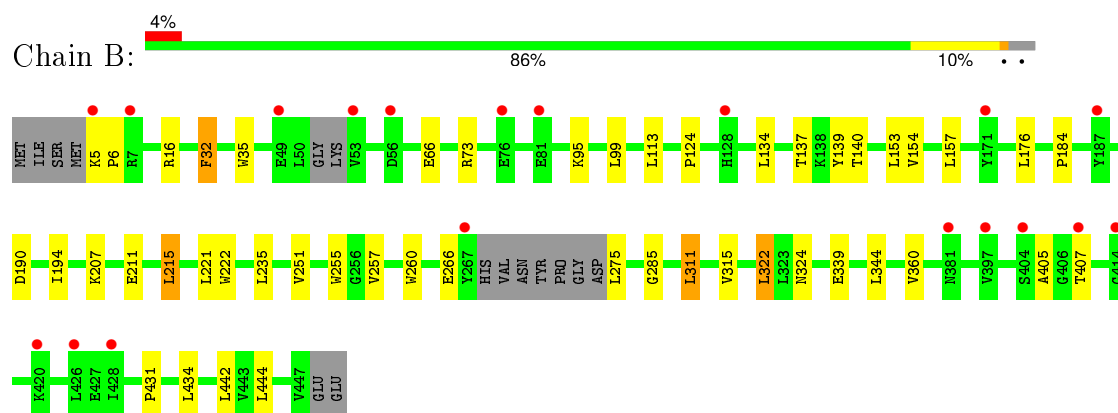 4%
Chain B:
86% 10% • •
MET ILE SER MET K5 P6 R7 R16 F32 W35 E49 L50 GLY LYS V53 D56 E66 R73 E76 E81 K95 L99 L113 P124 H128 L134 T137 K138 Y139 T140 L153 V154 L157 Y171 L176 P184 Y187
D190 I194 K207 E211 L215 L221 W222 L235 V251 W255 G256 V257 W260 E266 Y267 HIS VAL ASN TYR PRO GLY ASP L275 G285 L311 V315 L322 L323 N324 E339 L344 V360 N381 V397 S404 A405 G406 T407 G414
K420 L426 E427 I428 P431 L434 L442 V443 L444 V447 GLU GLU